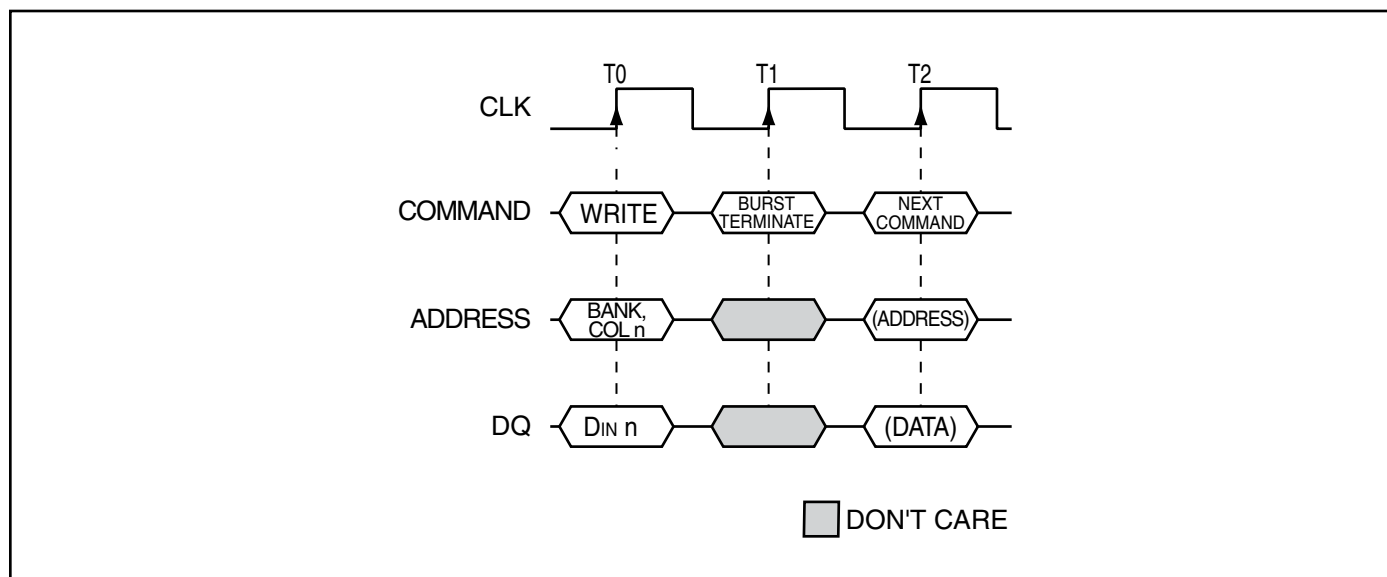 T0 T1 T2
CLK
COMMAND WRITE BURST TERMINATE NEXT COMMAND
ADDRESS BANK, COL n (ADDRESS)
DQ DIN n (DATA)
DON'T CARE